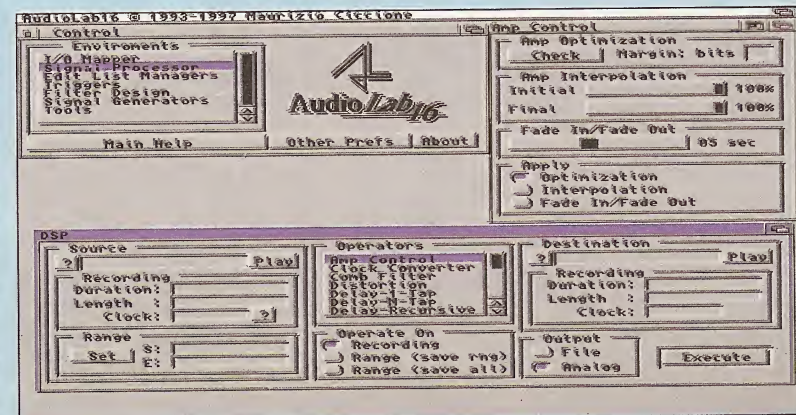 AudioLab16 © 1993-1997 Maurizio Ciccione
Control
Enviroments
I/O Mapper
Signal Processor
Edit List Managers
Triggers
Filter Design
Signal Generators
Tools
Audio Lab 16
Main Help
Other Prefs
About
Amp Control
Amp Optimization
Check
Margin: bits
Amp Interpolation
Initial 100%
Final 100%
Fade In/Fade Out
05 sec
Apply
Optimization
Interpolation
Fade In/Fade Out
DSP
Source
?
Play
Recording
Duration:
Length :
Clock: ?
Range
Set
S:
E:
Operators
Amp Control
Clock Converter
Comb Filter
Distortion
Delay-1-Tap
Delay-N-Tap
Delay-Recursive
Operate On
Recording
Range (save rng)
Range (save all)
Destination
?
Play
Recording
Duration:
Length :
Clock:
Output
File
Analog
Execute